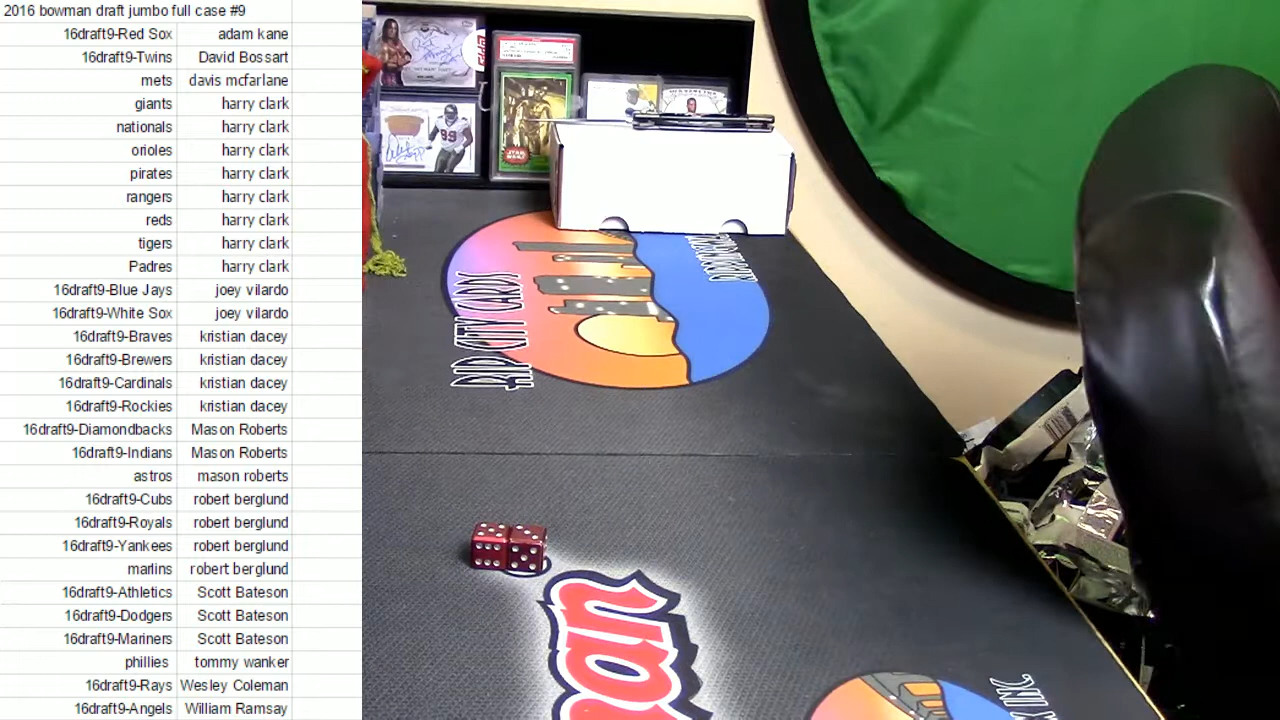 2016 bowman draft jumbo full case #9
16draft9-Red Sox adam kane
16draft9-Twins David Bossart
mets davis mcfarlane
giants harry clark
nationals harry clark
orioles harry clark
pirates harry clark
rangers harry clark
reds harry clark
tigers harry clark
Padres harry clark
16draft9-Blue Jays joey vilardo
16draft9-White Sox joey vilardo
16draft9-Braves kristian dacey
16draft9-Brewers kristian dacey
16draft9-Cardinals kristian dacey
16draft9-Rockies kristian dacey
16draft9-Diamondbacks Mason Roberts
16draft9-Indians Mason Roberts
astros mason roberts
16draft9-Cubs robert berglund
16draft9-Royals robert berglund
16draft9-Yankees robert berglund
marlins robert berglund
16draft9-Athletics Scott Bateson
16draft9-Dodgers Scott Bateson
16draft9-Mariners Scott Bateson
phillies tommy wanker
16draft9-Rays Wesley Coleman
16draft9-Angels William Ramsay
STAR WARS
RIP CITY CARDS